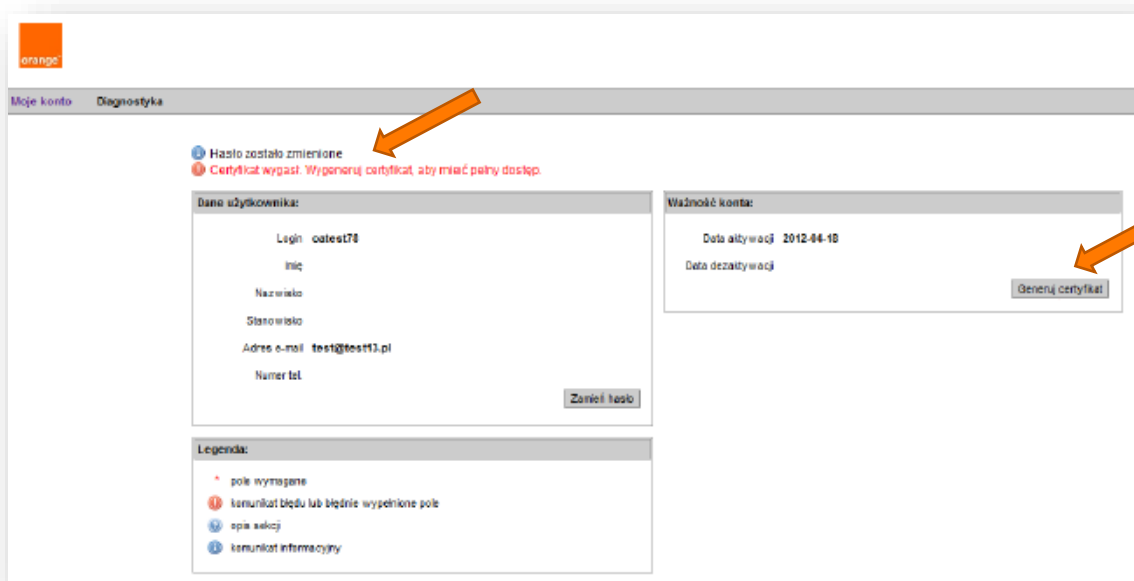 orange™
Moje konto Diagnostyka
Hasło zostało zmienione
Certyfikat wygasł. Wygeneruj certyfikat, aby mieć pełny dostęp.
Dane użytkownika:
Login oatest78
Imię
Nazwisko
Stanowisko
Adres e-mail test@test13.pl
Numer tel.
Zamień hasło
Ważność konta:
Data aktywacji 2012-04-18
Data dezaktywacji
Generuj certyfikat
Legenda:
* pole wymagane
komunikat błędu lub błędnie wypełnione pole
opis sekcji
komunikat informacyjny